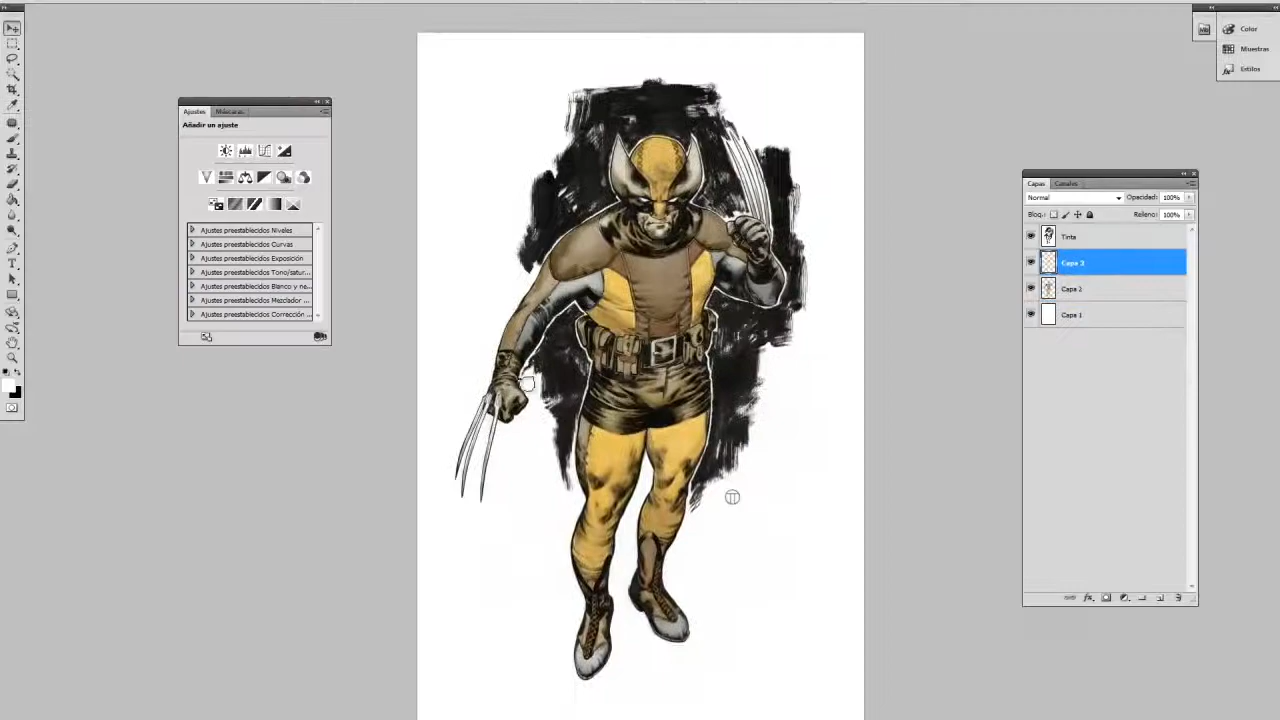 Mb
Color
Muestras
Estilos
Ajustes Máscaras
Añadir un ajuste
Ajustes preestablecidos Niveles
Ajustes preestablecidos Curvas
Ajustes preestablecidos Exposición
Ajustes preestablecidos Tono/satur...
Ajustes preestablecidos Blanco y ne...
Ajustes preestablecidos Mezclador ...
Ajustes preestablecidos Corrección ...
Capas Canales
Normal Opacidad: 100%
Bloq.: Relleno: 100%
Tinta
Capa 3
Capa 2
Capa 1